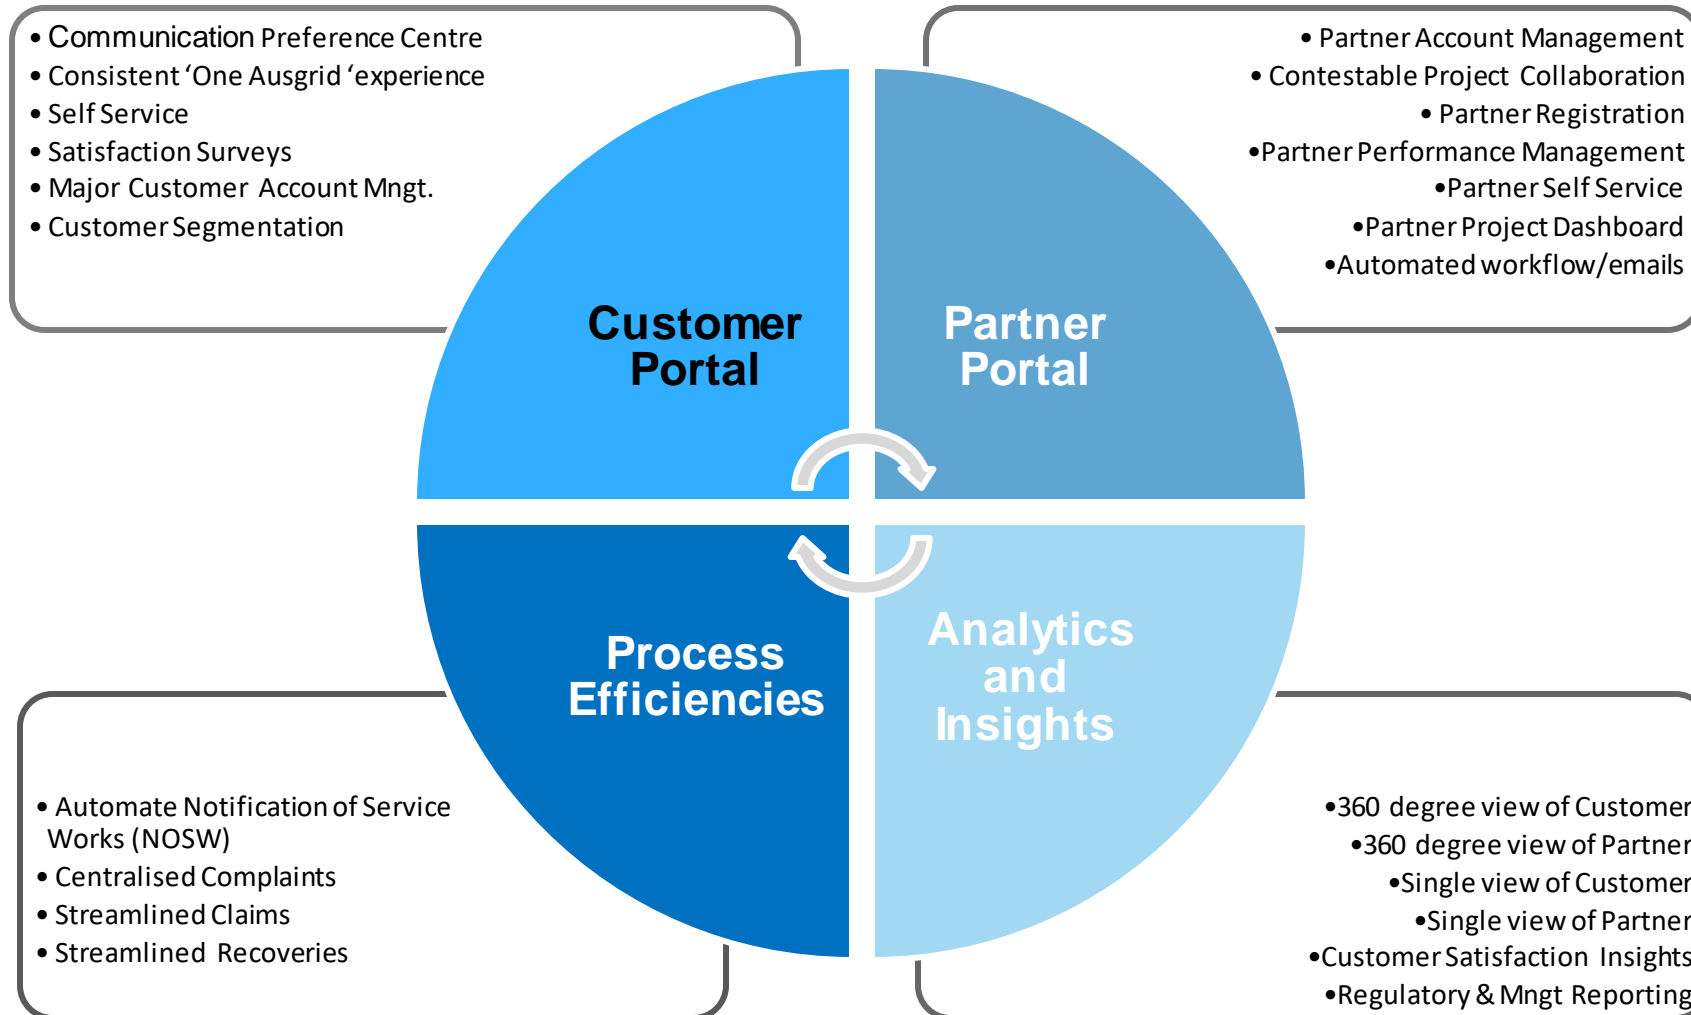 • Communication Preference Centre
• Consistent ‘One Ausgrid ‘experience
• Self Service
• Satisfaction Surveys
• Major Customer Account Mngt.
• Customer Segmentation
• Partner Account Management
• Contestable Project Collaboration
• Partner Registration
•Partner Performance Management
•Partner Self Service
•Partner Project Dashboard
•Automated workflow/emails
Customer
Portal
Partner
Portal
Process
Efficiencies
Analytics
and
Insights
• Automate Notification of Service
Works (NOSW)
• Centralised Complaints
• Streamlined Claims
• Streamlined Recoveries
•360 degree view of Customer
•360 degree view of Partner
•Single view of Customer
•Single view of Partner
•Customer Satisfaction Insights
•Regulatory & Mngt Reporting